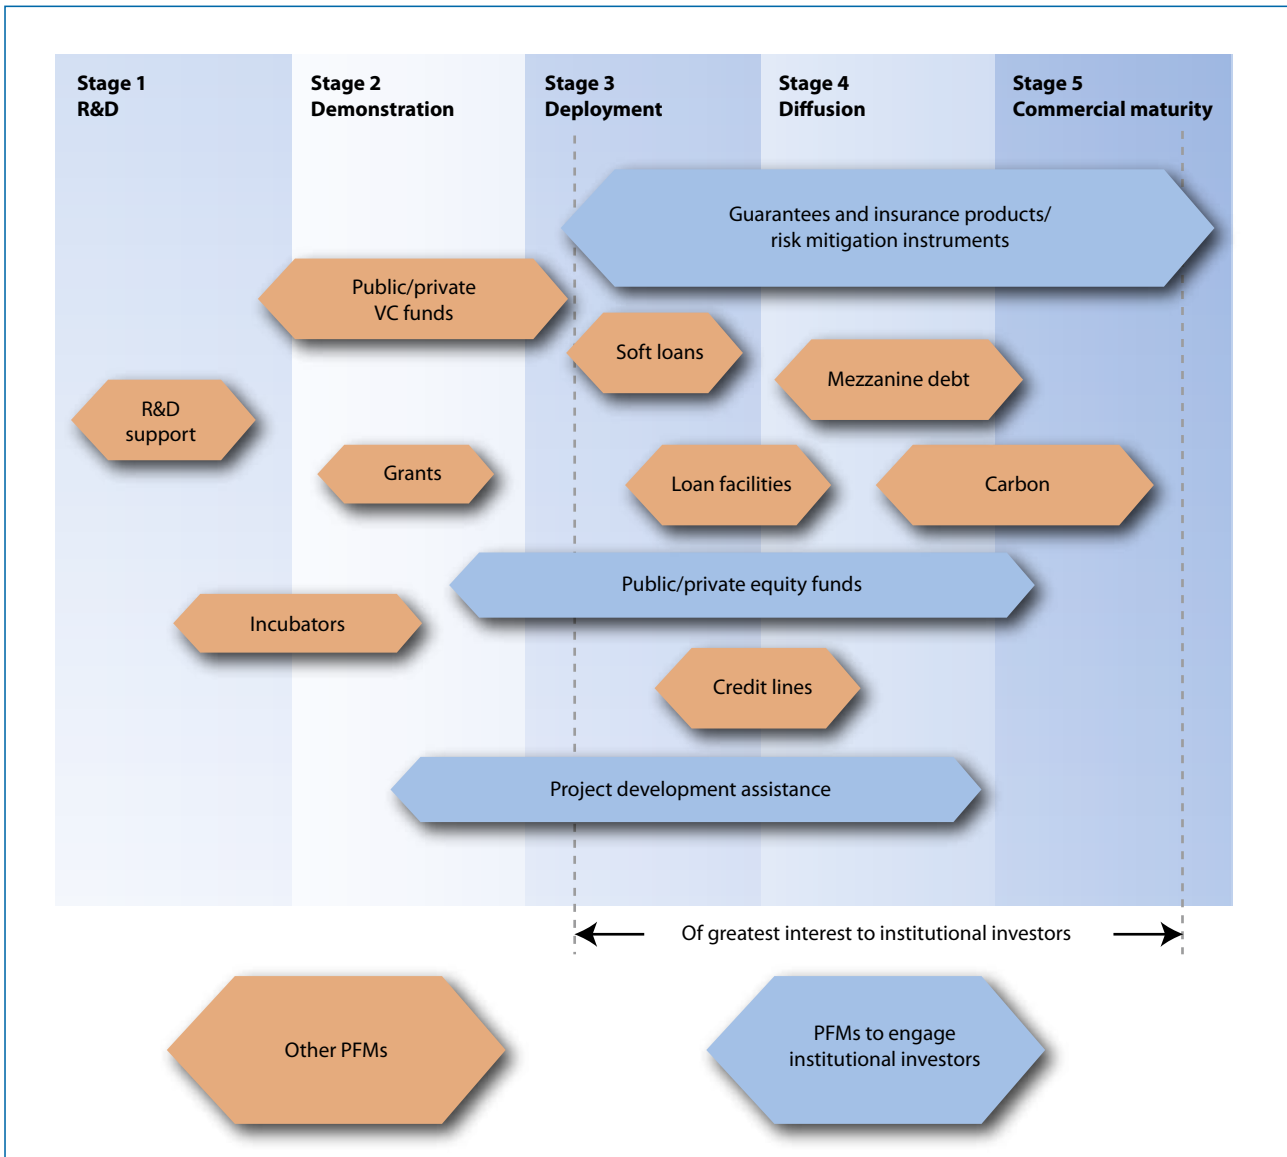 Stage 1
R&D
Stage 2
Demonstration
Stage 3
Deployment
Stage 4
Diffusion
Stage 5
Commercial maturity
Guarantees and insurance products/
risk mitigation instruments
Public/private
VC funds
Soft loans
Mezzanine debt
R&D
support
Grants
Loan facilities
Carbon
Public/private equity funds
Incubators
Credit lines
Project development assistance
Of greatest interest to institutional investors
Other PFMs
PFMs to engage
institutional investors